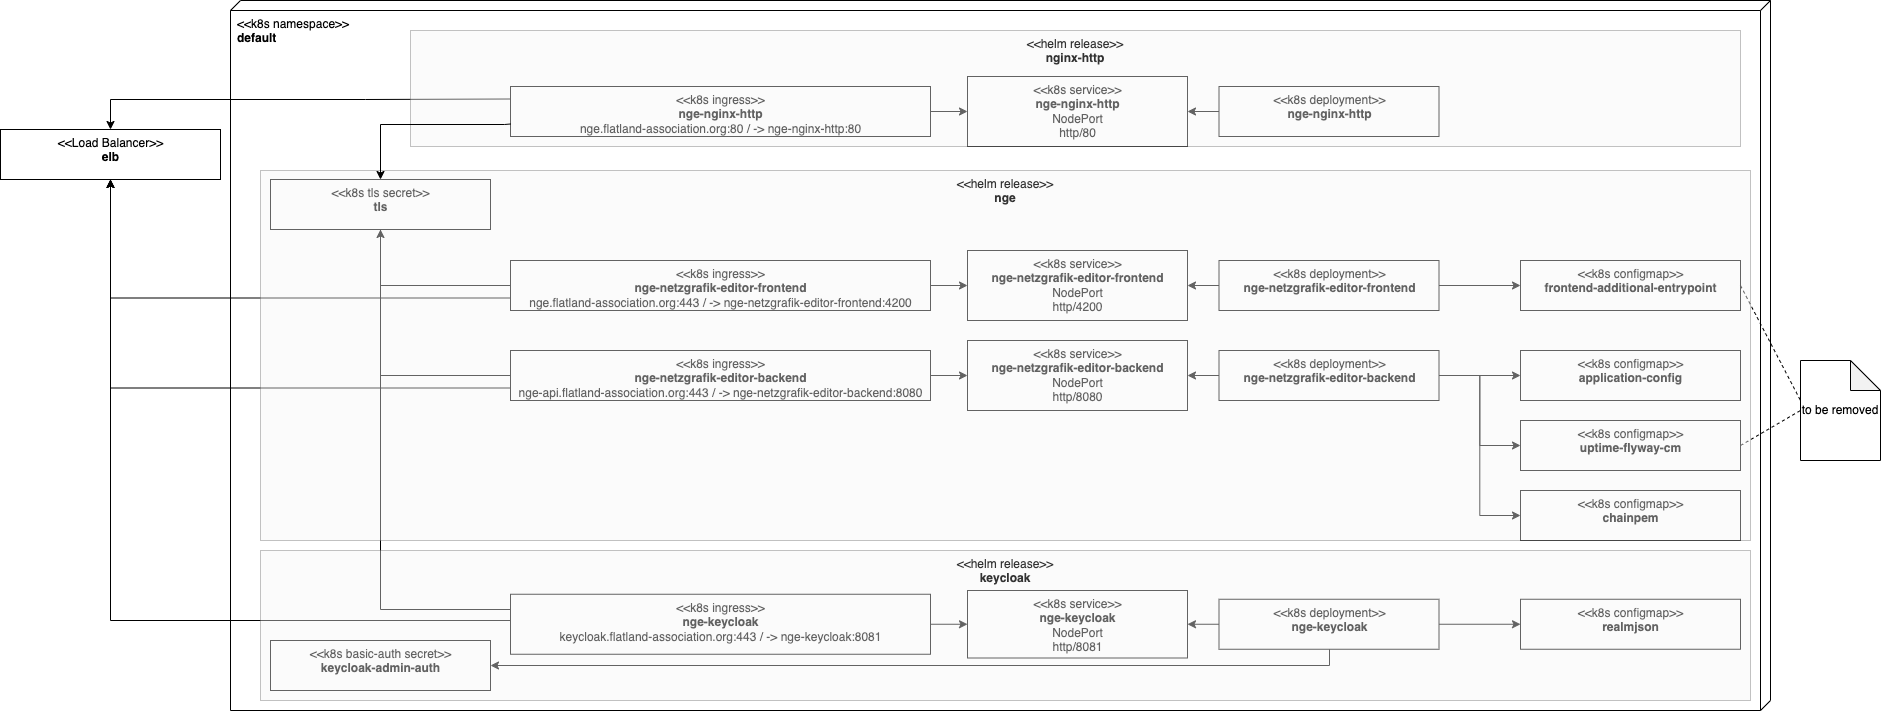 <<k8s namespace>>
default
<<helm release>>
nginx-http
<<k8s ingress>>
nge-nginx-http
nge.flatland-association.org:80 / -> nge-nginx-http:80
<<k8s service>>
nge-nginx-http
NodePort
http/80
<<k8s deployment>>
nge-nginx-http
<<Load Balancer>>
elb
<<k8s tls secret>>
tls
<<helm release>>
nge
<<k8s ingress>>
nge-netzgrafik-editor-frontend
nge.flatland-association.org:443 / -> nge-netzgrafik-editor-frontend:4200
<<k8s service>>
nge-netzgrafik-editor-frontend
NodePort
http/4200
<<k8s deployment>>
nge-netzgrafik-editor-frontend
<<k8s configmap>>
frontend-additional-entrypoint
<<k8s ingress>>
nge-netzgrafik-editor-backend
nge-api.flatland-association.org:443 / -> nge-netzgrafik-editor-backend:8080
<<k8s service>>
nge-netzgrafik-editor-backend
NodePort
http/8080
<<k8s deployment>>
nge-netzgrafik-editor-backend
<<k8s configmap>>
application-config
to be removed
<<k8s configmap>>
uptime-flyway-cm
<<k8s configmap>>
chainpem
<<helm release>>
keycloak
<<k8s ingress>>
nge-keycloak
keycloak.flatland-association.org:443 / -> nge-keycloak:8081
<<k8s service>>
nge-keycloak
NodePort
http/8081
<<k8s deployment>>
nge-keycloak
<<k8s configmap>>
realmjson
<<k8s basic-auth secret>>
keycloak-admin-auth